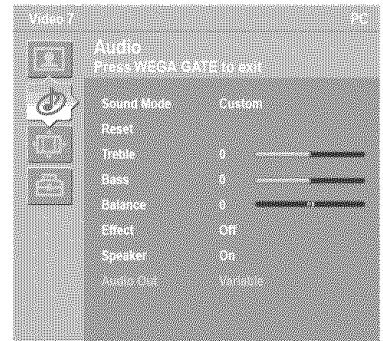 Video 7 PC
Audio
Press WEGA GATE to exit
Sound Mode Custom
Reset
Treble 0
Bass 0
Balance 0
Effect Off
Speaker On
Audio Out Variable